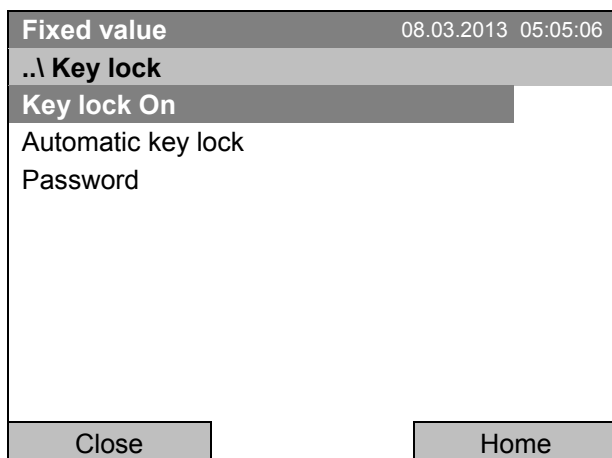 Fixed value 08.03.2013 05:05:06
..\ Key lock
Key lock On
Automatic key lock
Password
Close Home